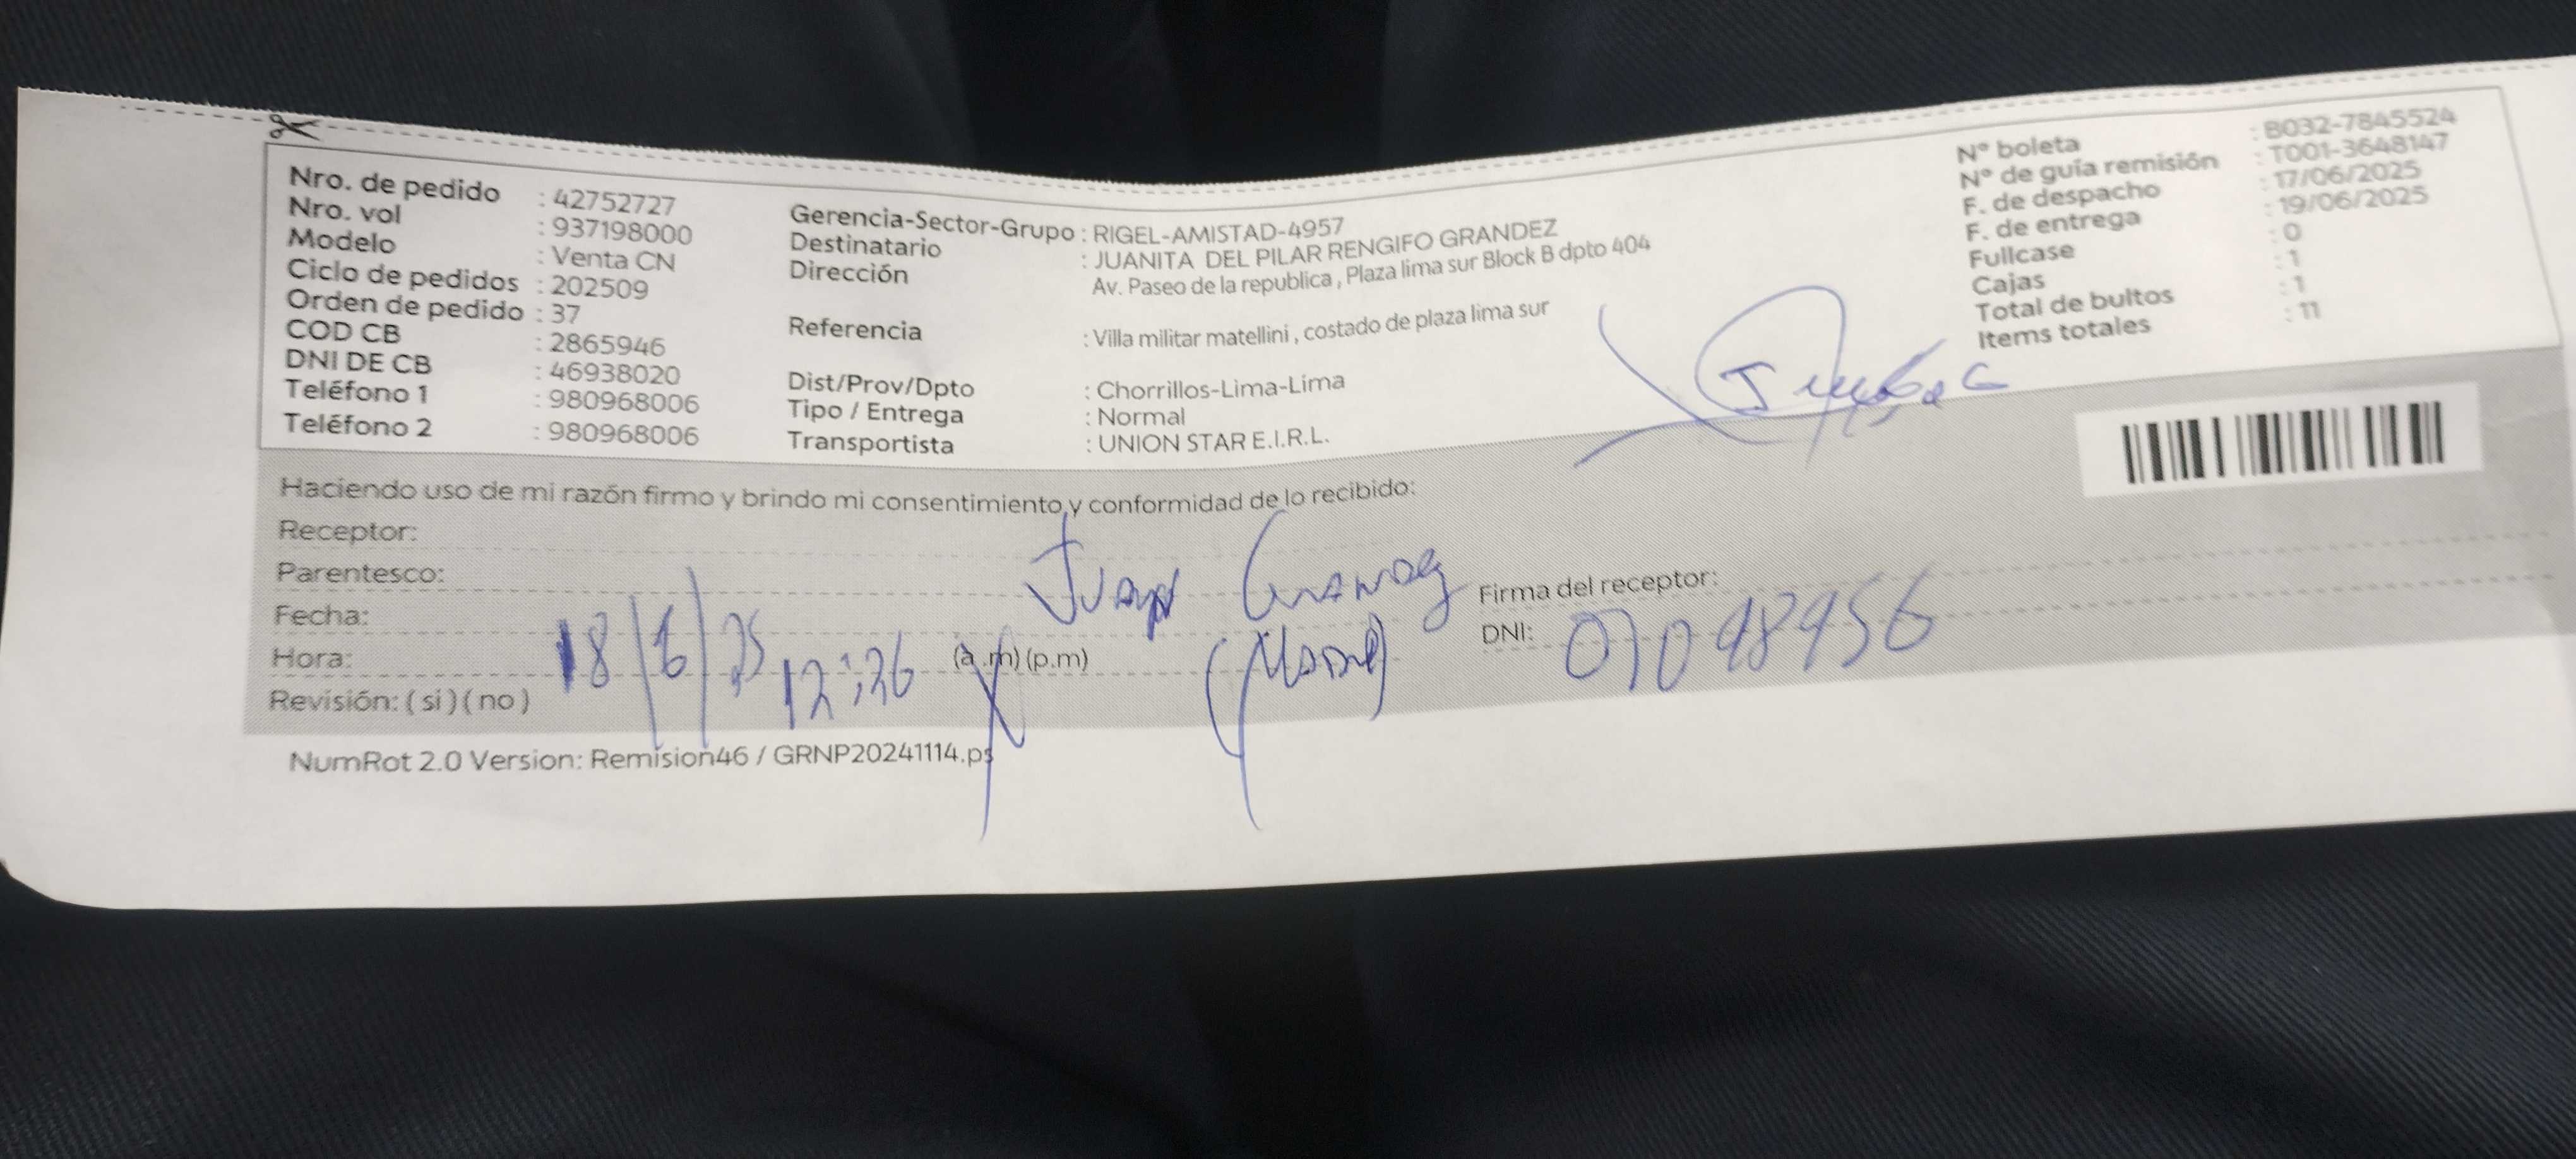 Nro. de pedido : 42752727
Nro. vol : 937198000
Modelo : Venta CN
Ciclo de pedidos : 202509
Orden de pedido : 37
COD CB : 2865946
DNI DE CB : 46938020
Teléfono 1 : 980968006
Teléfono 2 : 980968006
Gerencia-Sector-Grupo : RIGEL-AMISTAD-4957
Destinatario : JUANITA DEL PILAR RENGIFO GRANDEZ
Dirección : Av. Paseo de la republica , Plaza lima sur Block B dpto 404
Referencia : Villa militar matellini , costado de plaza lima sur
Dist/Prov/Dpto : Chorrillos-Lima-Lima
Tipo / Entrega : Normal
Transportista : UNION STAR E.I.R.L.
N° boleta : B032-7845524
N° de guía remisión : T001-3648147
F. de despacho : 17/06/2025
F. de entrega : 19/06/2025
Fullcase : 0
Cajas : 1
Total de bultos : 1
Items totales : 11
Haciendo uso de mi razón firmo y brindo mi consentimiento y conformidad de lo recibido:
Receptor:
Parentesco:
Fecha: 18/6/25
Hora: 12:36 (a.m) (p.m)
Revisión: ( si ) ( no )
Firma del receptor:
DNI: 07098956
NumRot 2.0 Version: Remision46 / GRNP20241114.ps